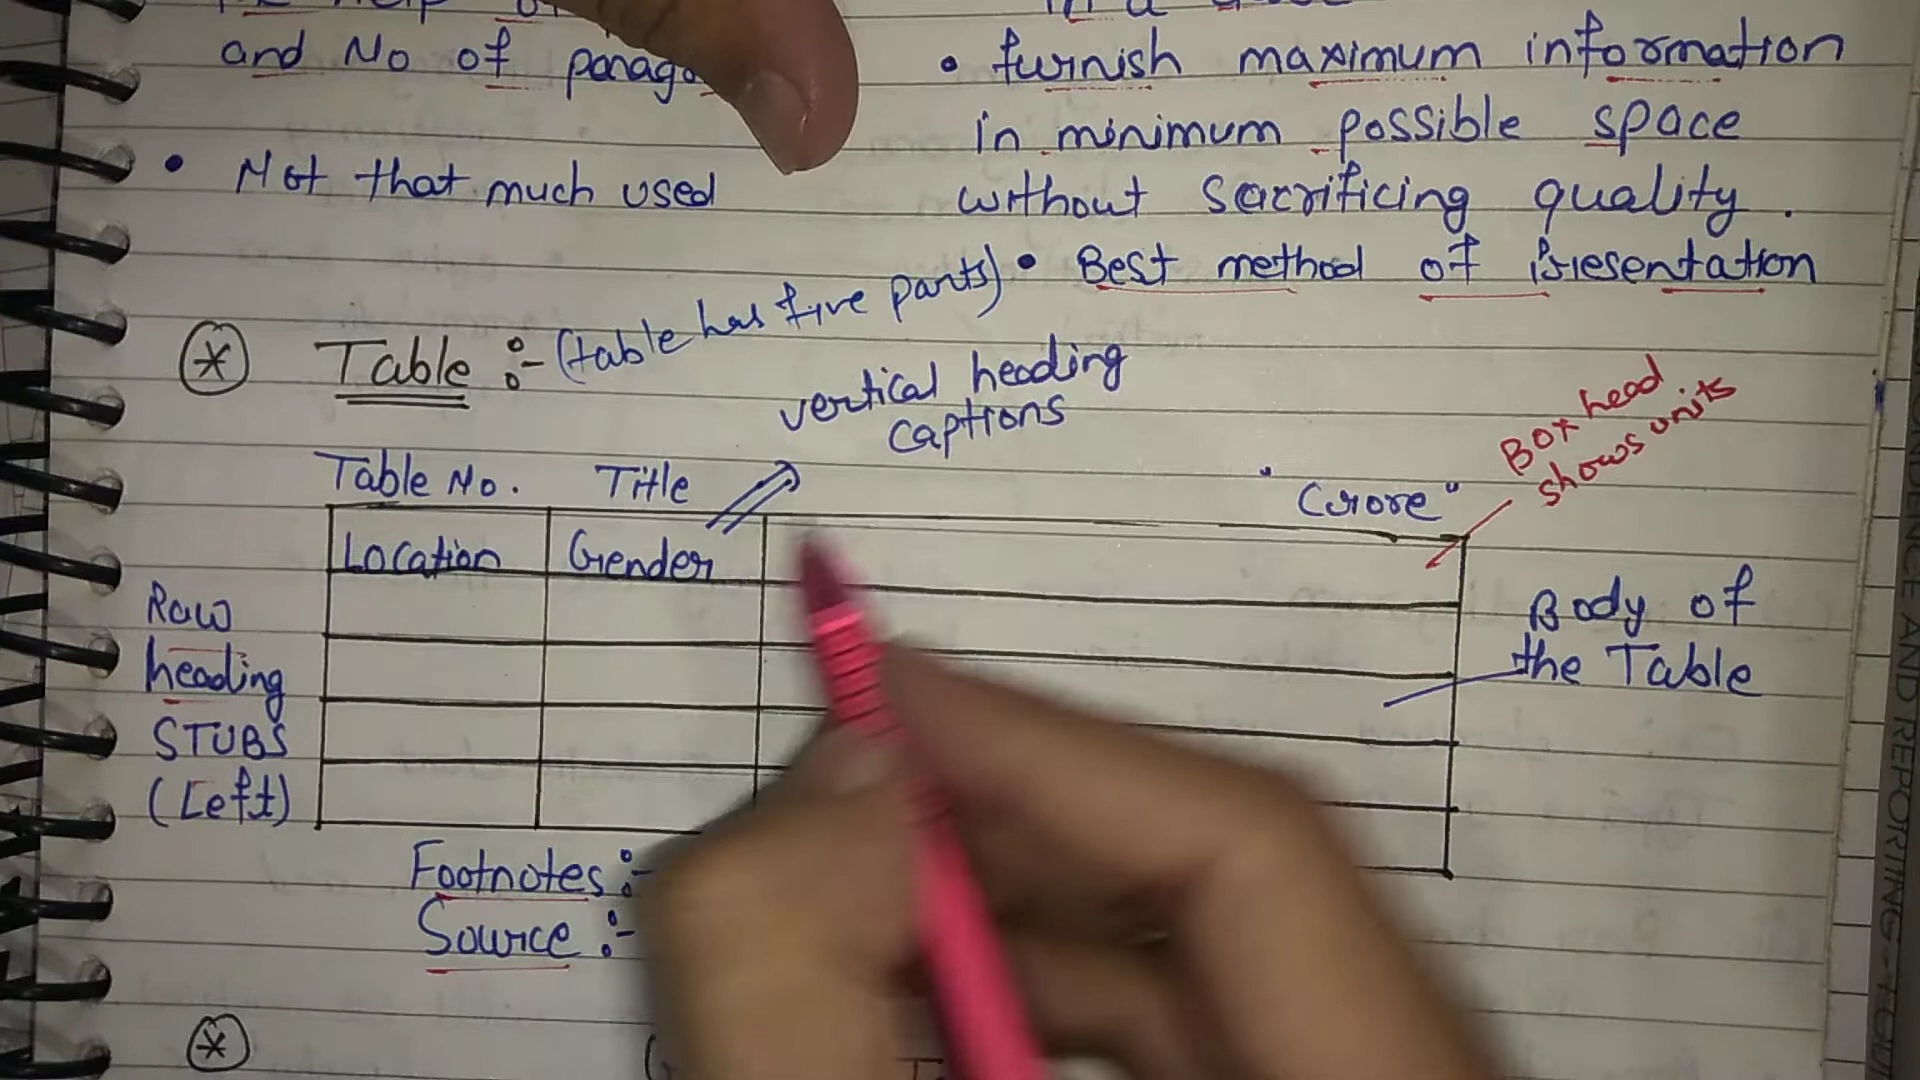 and No of
• Not that much used
• furnish maximum information
in minimum possible space
without sacrificing quality.
• Best method of Presentation
* Table :- (table has five parts)
vertical heading
captions
Box head
shows units
Table No. Title
"Crore"
Location Gender
Raw
heading
STUBS
(Left)
Body of
the Table
Footnotes :-
Source :-